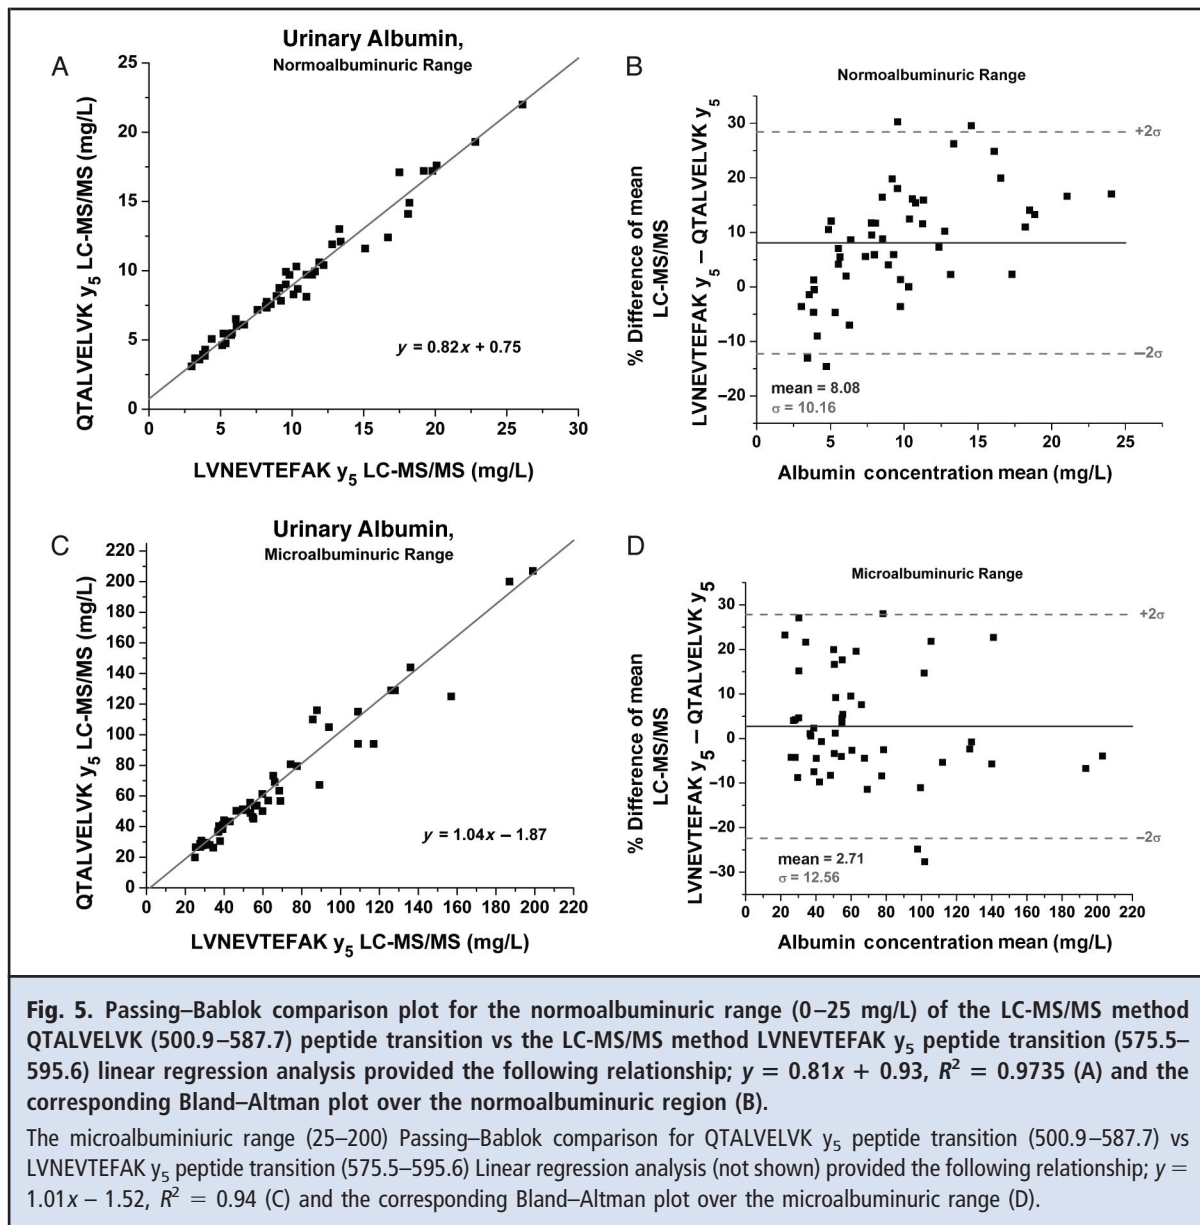 A
Urinary Albumin,
Normoalbuminuric Range
QTALVELVK y5 LC-MS/MS (mg/L)
25
20
15
10
5
0
y = 0.82x + 0.75
0 5 10 15 20 25 30
LVNEVTEFAK y5 LC-MS/MS (mg/L)
B
Normoalbuminuric Range
% Difference of mean
LC-MS/MS
LVNEVTEFAK y5 – QTALVELVK y5
30
20
10
0
−10
−20
+2σ
−2σ
mean = 8.08
σ = 10.16
0 5 10 15 20 25
Albumin concentration mean (mg/L)
C
Urinary Albumin,
Microalbuminuric Range
QTALVELVK y5 LC-MS/MS (mg/L)
220
200
180
160
140
120
100
80
60
40
20
0
y = 1.04x – 1.87
0 20 40 60 80 100 120 140 160 180 200 220
LVNEVTEFAK y5 LC-MS/MS (mg/L)
D
Microalbuminuric Range
% Difference of mean
LC-MS/MS
LVNEVTEFAK y5 – QTALVELVK y5
30
20
10
0
−10
−20
−30
+2σ
−2σ
mean = 2.71
σ = 12.56
0 20 40 60 80 100 120 140 160 180 200 220
Albumin concentration mean (mg/L)
Fig. 5. Passing–Bablok comparison plot for the normoalbuminuric range (0–25 mg/L) of the LC-MS/MS method
QTALVELVK (500.9–587.7) peptide transition vs the LC-MS/MS method LVNEVTEFAK y5 peptide transition (575.5–
595.6) linear regression analysis provided the following relationship; y = 0.81x + 0.93, R² = 0.9735 (A) and the
corresponding Bland–Altman plot over the normoalbuminuric region (B).
The microalbuminiuric range (25–200) Passing–Bablok comparison for QTALVELVK y5 peptide transition (500.9–587.7) vs
LVNEVTEFAK y5 peptide transition (575.5–595.6) Linear regression analysis (not shown) provided the following relationship; y =
1.01x – 1.52, R² = 0.94 (C) and the corresponding Bland–Altman plot over the microalbuminuric range (D).